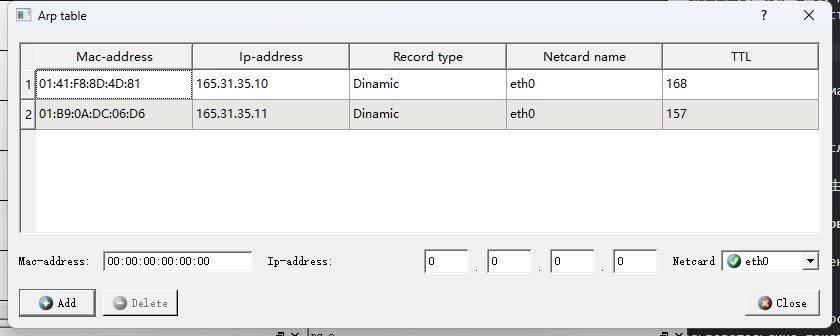 Arp table
? ×
Mac-address Ip-address Record type Netcard name TTL
1 01:41:F8:8D:4D:81 165.31.35.10 Dinamic eth0 168
2 01:B9:0A:DC:06:D6 165.31.35.11 Dinamic eth0 157
Mac-address: 00:00:00:00:00:00 Ip-address: 0 . 0 . 0 . 0 Netcard eth0
Add Delete Close